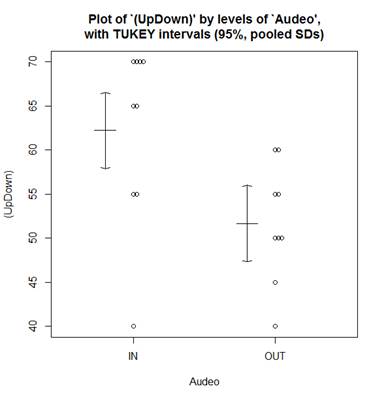 Plot of `(UpDown)' by levels of `Audeo',
with TUKEY intervals (95%, pooled SDs)
70
65
60
55
50
45
40
(UpDown)
IN
OUT
Audeo